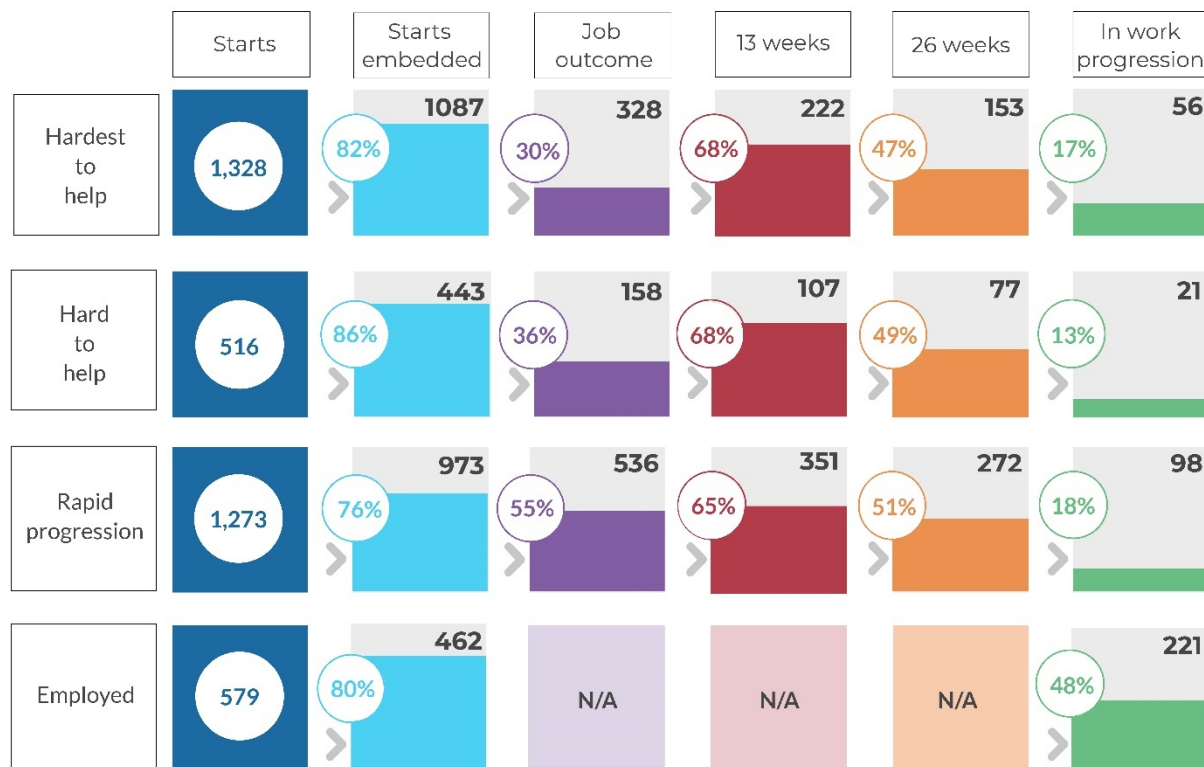 Starts
Starts
embedded
Job
outcome
13 weeks
26 weeks
In work
progression
Hardest
to
help
1,328
82%
1087
30%
328
68%
222
47%
153
17%
56
Hard
to
help
516
86%
443
36%
158
68%
107
49%
77
13%
21
Rapid
progression
1,273
76%
973
55%
536
65%
351
51%
272
18%
98
Employed
579
80%
462
N/A
N/A
N/A
48%
221